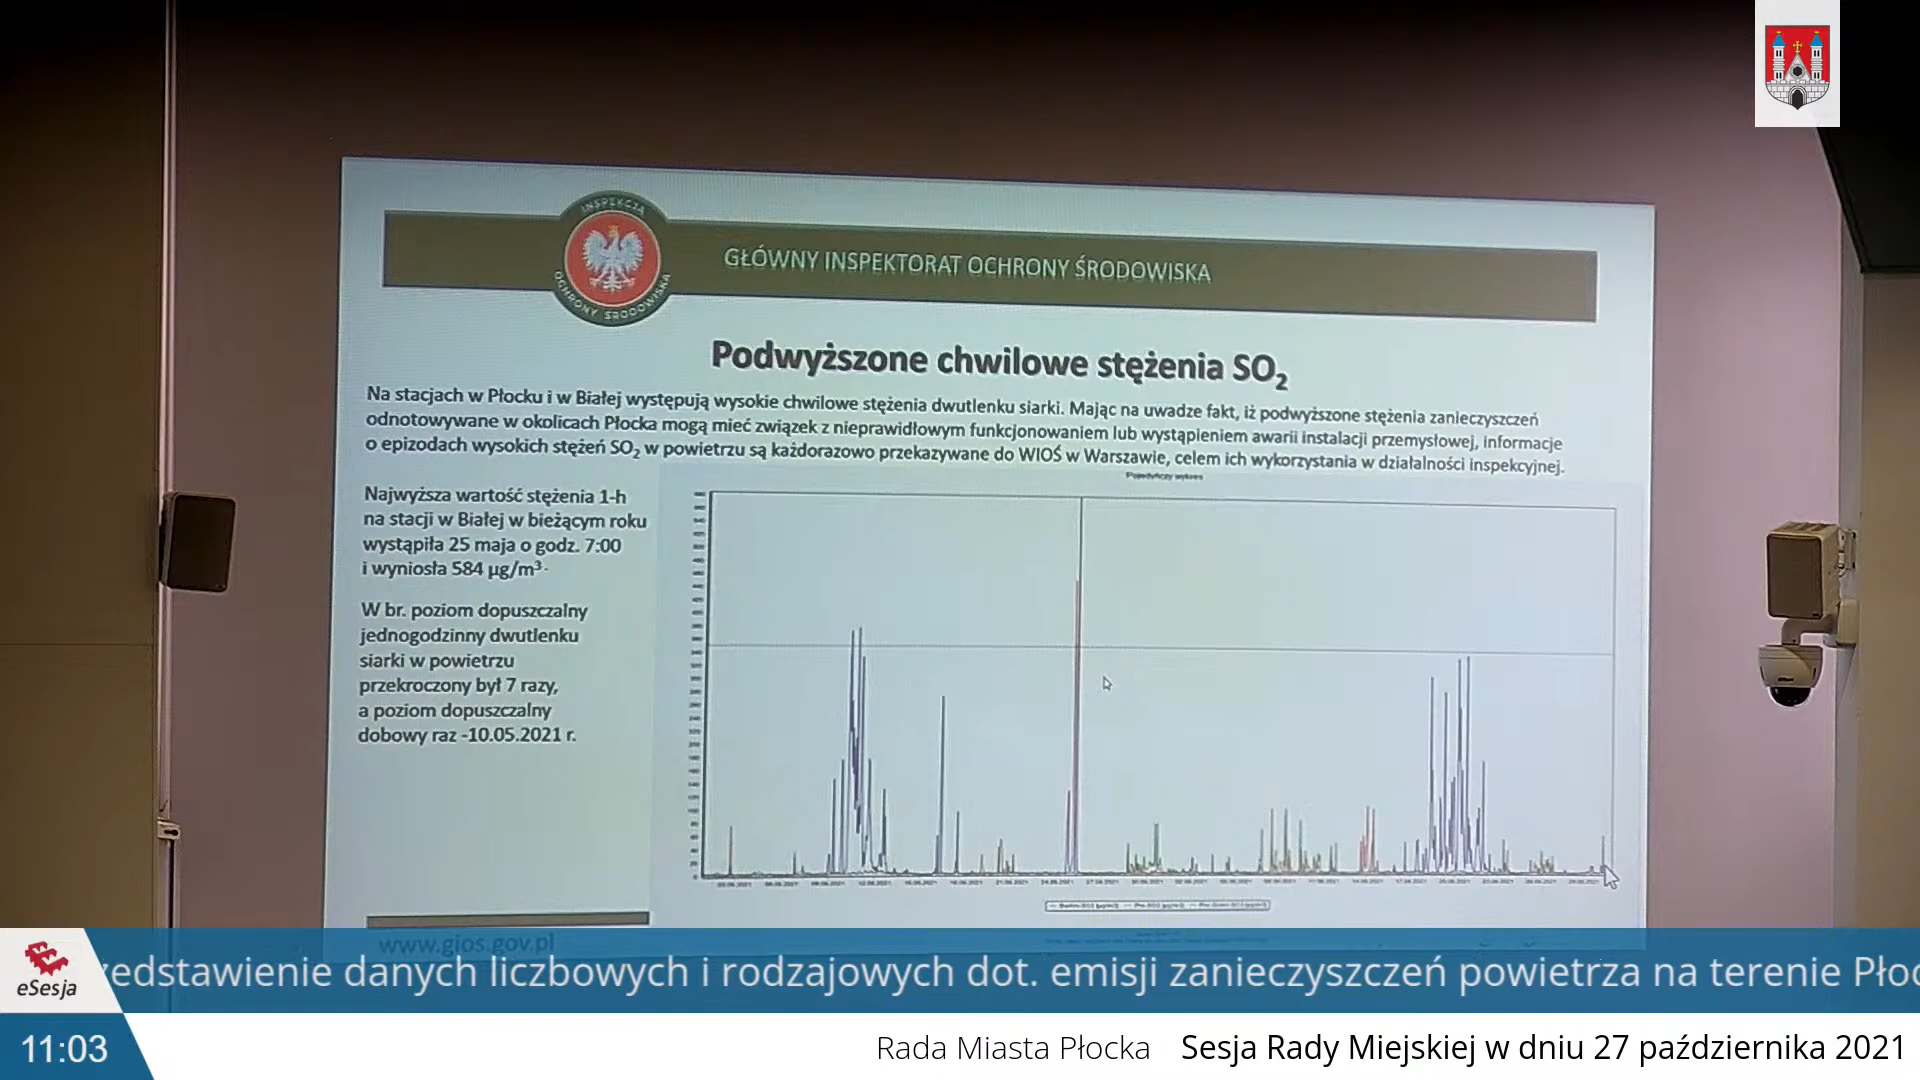 INSPEKCJA
OCHRONY ŚRODOWISKA
GŁÓWNY INSPEKTORAT OCHRONY ŚRODOWISKA
Podwyższone chwilowe stężenia SO₂
Na stacjach w Płocku i w Białej występują wysokie chwilowe stężenia dwutlenku siarki. Mając na uwadze fakt, iż podwyższone stężenia zanieczyszczeń
odnotowywane w okolicach Płocka mogą mieć związek z nieprawidłowym funkcjonowaniem lub wystąpieniem awarii instalacji przemysłowej, informacje
o epizodach wysokich stężeń SO₂ w powietrzu są każdorazowo przekazywane do WIOŚ w Warszawie, celem ich wykorzystania w działalności inspekcyjnej.
Pojedynczy wykres
Najwyższa wartość stężenia 1-h
na stacji w Białej w bieżącym roku
wystąpiła 25 maja o godz. 7:00
i wyniosła 584 µg/m³.
W br. poziom dopuszczalny
jednogodzinny dwutlenku
siarki w powietrzu
przekroczony był 7 razy,
a poziom dopuszczalny
dobowy raz -10.05.2021 r.
www.gios.gov.pl
eSesja
zedstawienie danych liczbowych i rodzajowych dot. emisji zanieczyszczeń powietrza na terenie Płoc
11:03
Rada Miasta Płocka Sesja Rady Miejskiej w dniu 27 października 2021